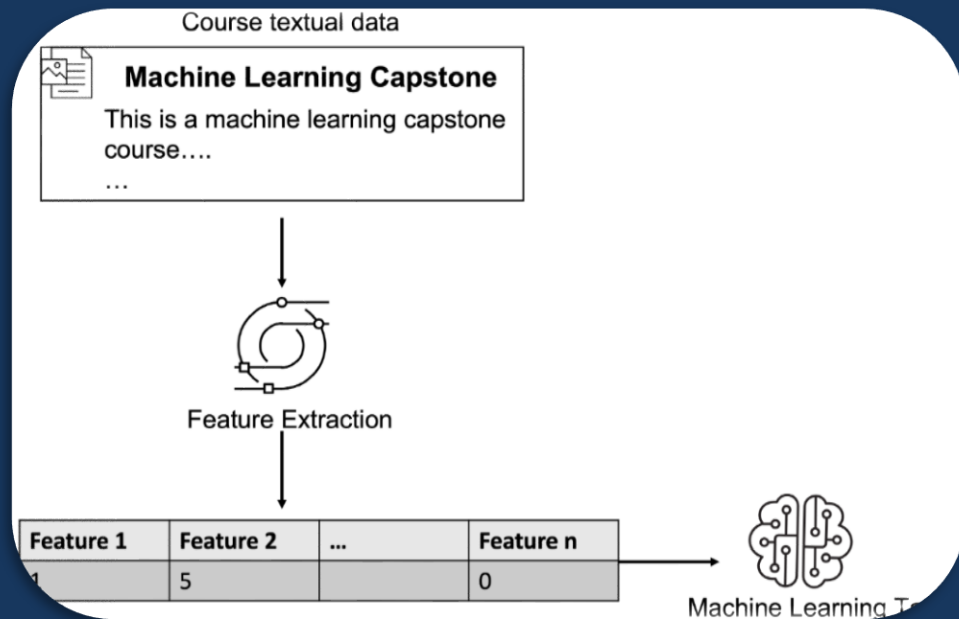 Course textual data
Machine Learning Capstone
This is a machine learning capstone
course....
...
Feature Extraction
Feature 1 Feature 2 ... Feature n
1 5 0
Machine Learning